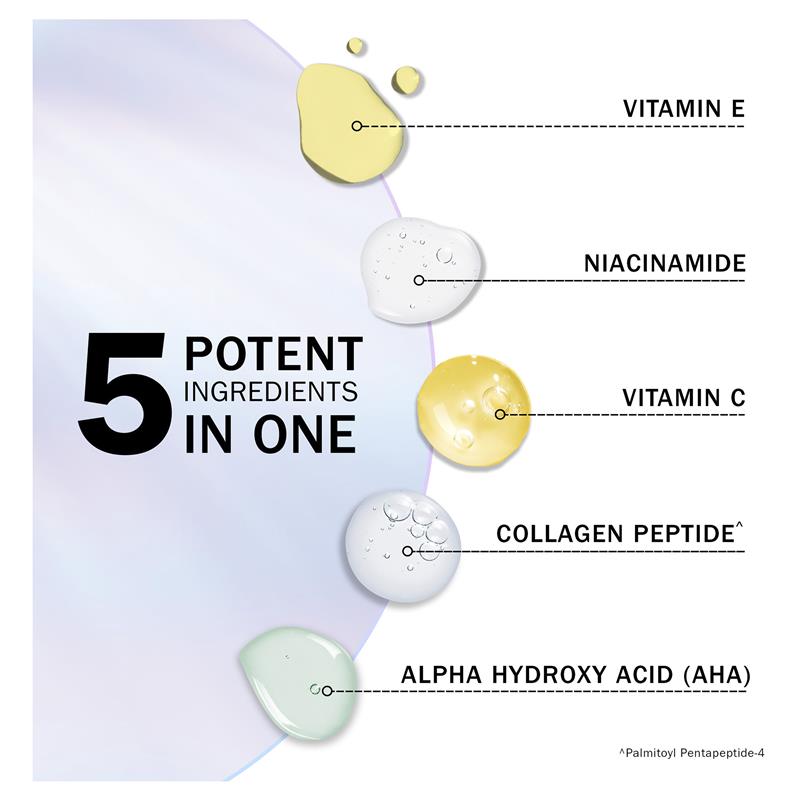 VITAMIN E
NIACINAMIDE
5 POTENT
INGREDIENTS
IN ONE
VITAMIN C
COLLAGEN PEPTIDE^
ALPHA HYDROXY ACID (AHA)
^Palmitoyl Pentapeptide-4